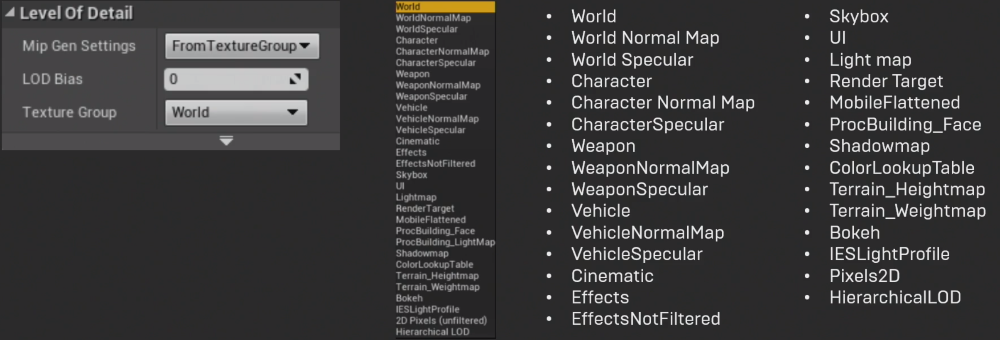 Level Of Detail
Mip Gen Settings
FromTextureGroup
LOD Bias
0
Texture Group
World
World
WorldNormalMap
WorldSpecular
Character
CharacterNormalMap
CharacterSpecular
Weapon
WeaponNormalMap
WeaponSpecular
Vehicle
VehicleNormalMap
VehicleSpecular
Cinematic
Effects
EffectsNotFiltered
Skybox
UI
Lightmap
RenderTarget
MobileFlattened
ProcBuilding_Face
ProcBuilding_LightMap
Shadowmap
ColorLookupTable
Terrain_Heightmap
Terrain_Weightmap
Bokeh
IESLightProfile
2D Pixels (unfiltered)
Hierarchical LOD
• World
• World Normal Map
• World Specular
• Character
• Character Normal Map
• CharacterSpecular
• Weapon
• WeaponNormalMap
• WeaponSpecular
• Vehicle
• VehicleNormalMap
• VehicleSpecular
• Cinematic
• Effects
• EffectsNotFiltered
• Skybox
• UI
• Light map
• Render Target
• MobileFlattened
• ProcBuilding_Face
• Shadowmap
• ColorLookupTable
• Terrain_Heightmap
• Terrain_Weightmap
• Bokeh
• IESLightProfile
• Pixels2D
• HierarchicalLOD